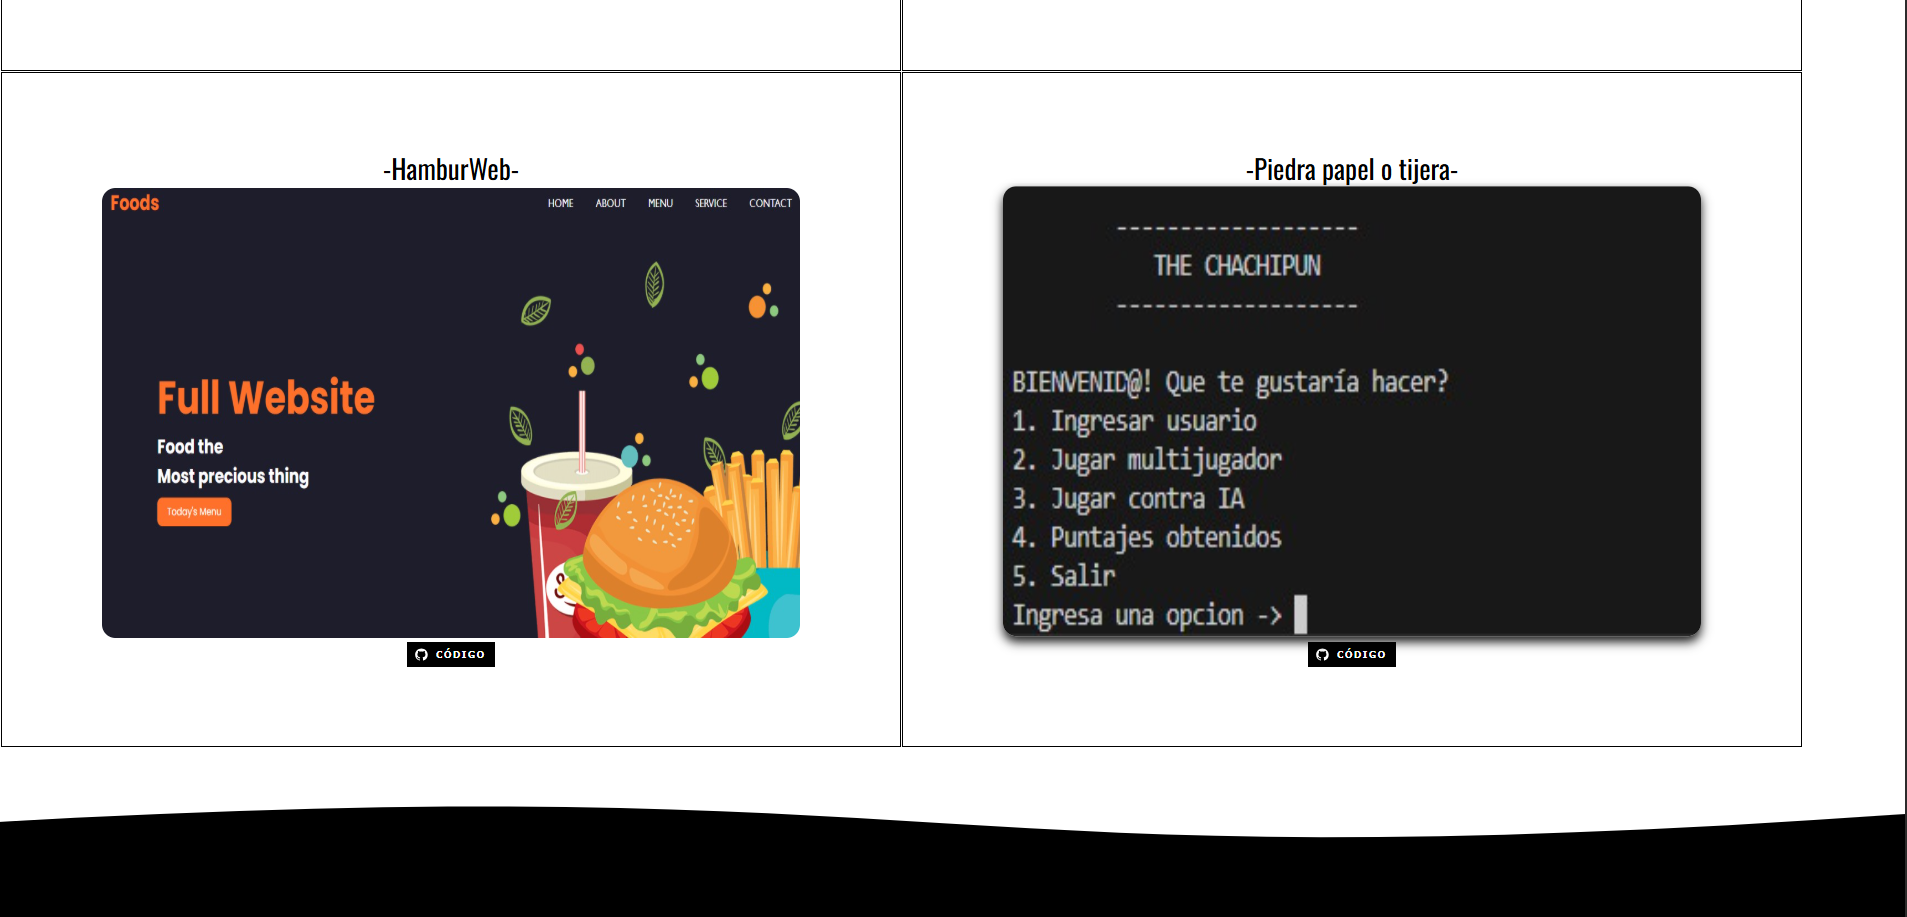 -HamburWeb-
Foods
HOME ABOUT MENU SERVICE CONTACT
Full Website
Food the
Most precious thing
Today's Menu
CÓDIGO
-Piedra papel o tijera-
-------------------
THE CHACHIPUN
-------------------
BIENVENID@! Que te gustaría hacer?
1. Ingresar usuario
2. Jugar multijugador
3. Jugar contra IA
4. Puntajes obtenidos
5. Salir
Ingresa una opcion ->
CÓDIGO